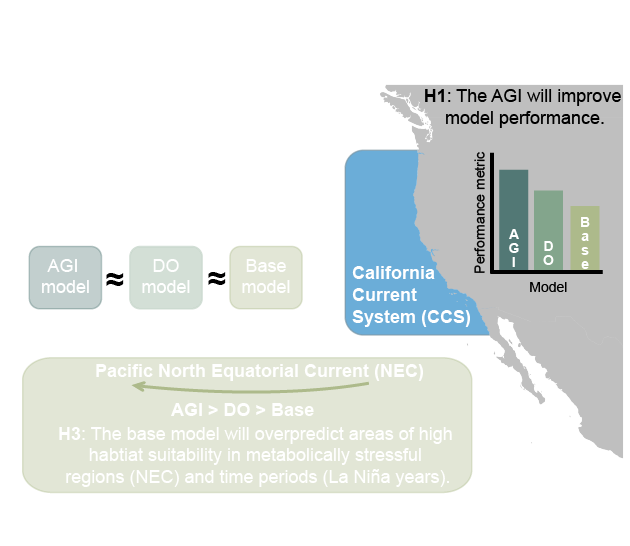 H1: The AGI will improve
model performance.
Performance metric
AGI
DO
Base
Model
AGI
model
≈
DO
model
≈
Base
model
California
Current
System (CCS)
Pacific North Equatorial Current (NEC)
AGI > DO > Base
H3: The base model will overpredict areas of high
habtiat suitability in metabolically stressful
regions (NEC) and time periods (La Niña years).